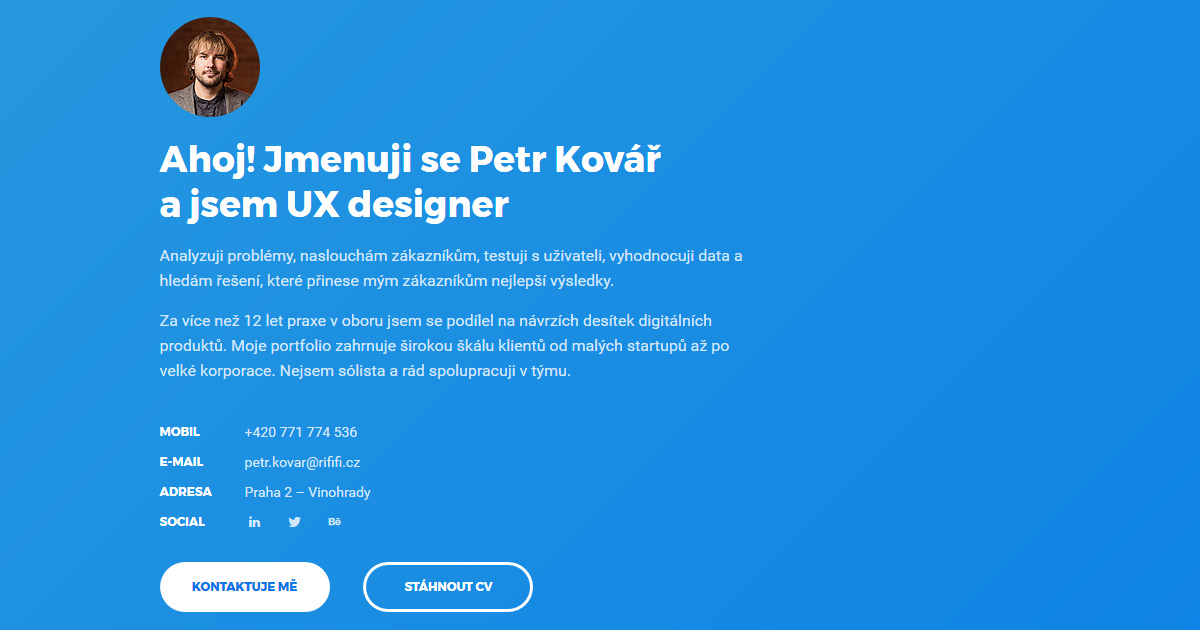 Ahoj! Jmenuji se Petr Kovář
a jsem UX designer
Analyzuji problémy, naslouchám zákazníkům, testuji s uživateli, vyhodnocuji data a
hledám řešení, které přinese mým zákazníkům nejlepší výsledky.
Za více než 12 let praxe v oboru jsem se podílel na návrzích desítek digitálních
produktů. Moje portfolio zahrnuje širokou škálu klientů od malých startupů až po
velké korporace. Nejsem sólista a rád spolupracuji v týmu.
MOBIL +420 771 774 536
E-MAIL petr.kovar@rififi.cz
ADRESA Praha 2 – Vinohrady
SOCIAL in Bē
KONTAKTUJE MĚ STÁHNOUT CV